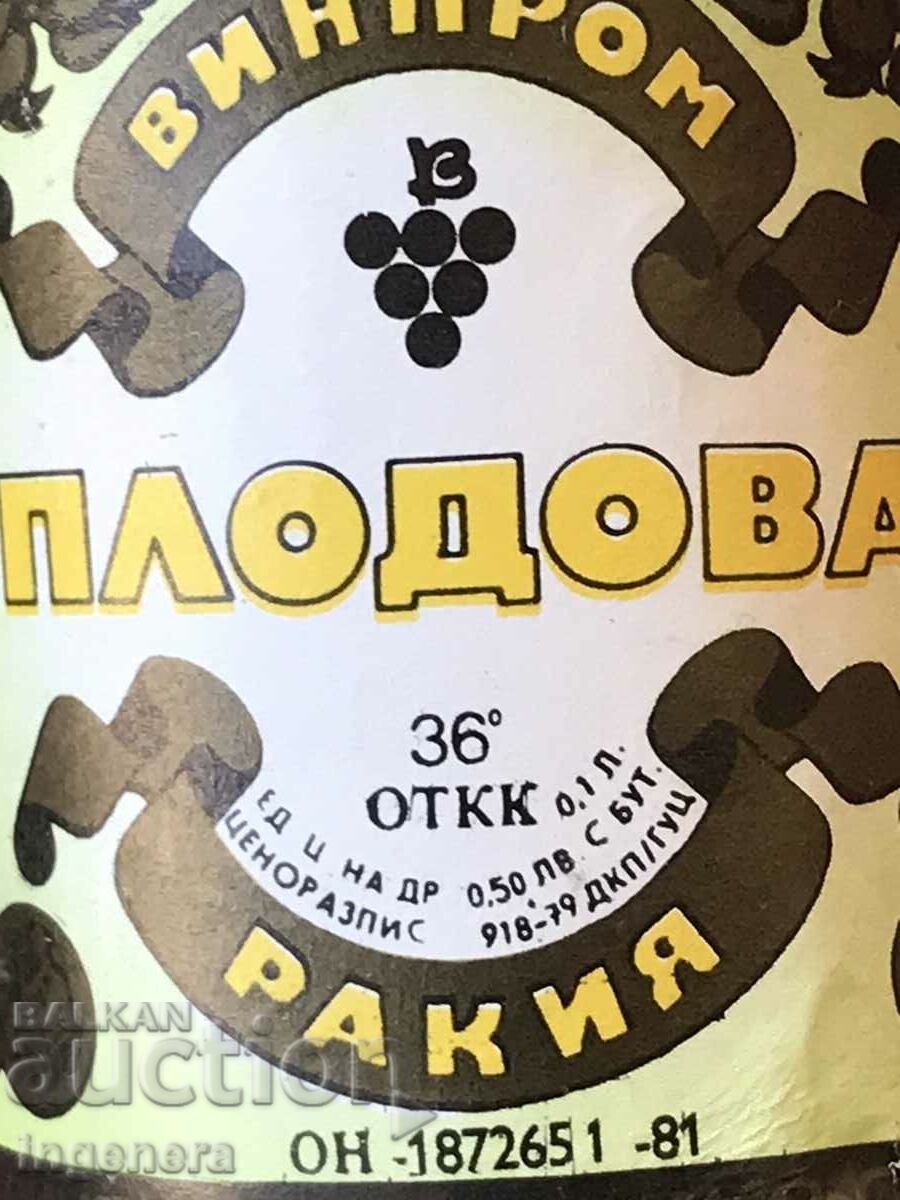 ВИНПРОМ
В
ПЛОДОВА
36°
ОТКК 0,1 Л.
ЕД Ц НА ДР 0,50 ЛВ. С БУТ.
ЦЕНОРАЗПИС 918-79 ДКП/ГУЦ
РАКИЯ
ОН -1872651 -81
BALKAN
auction
ingenera